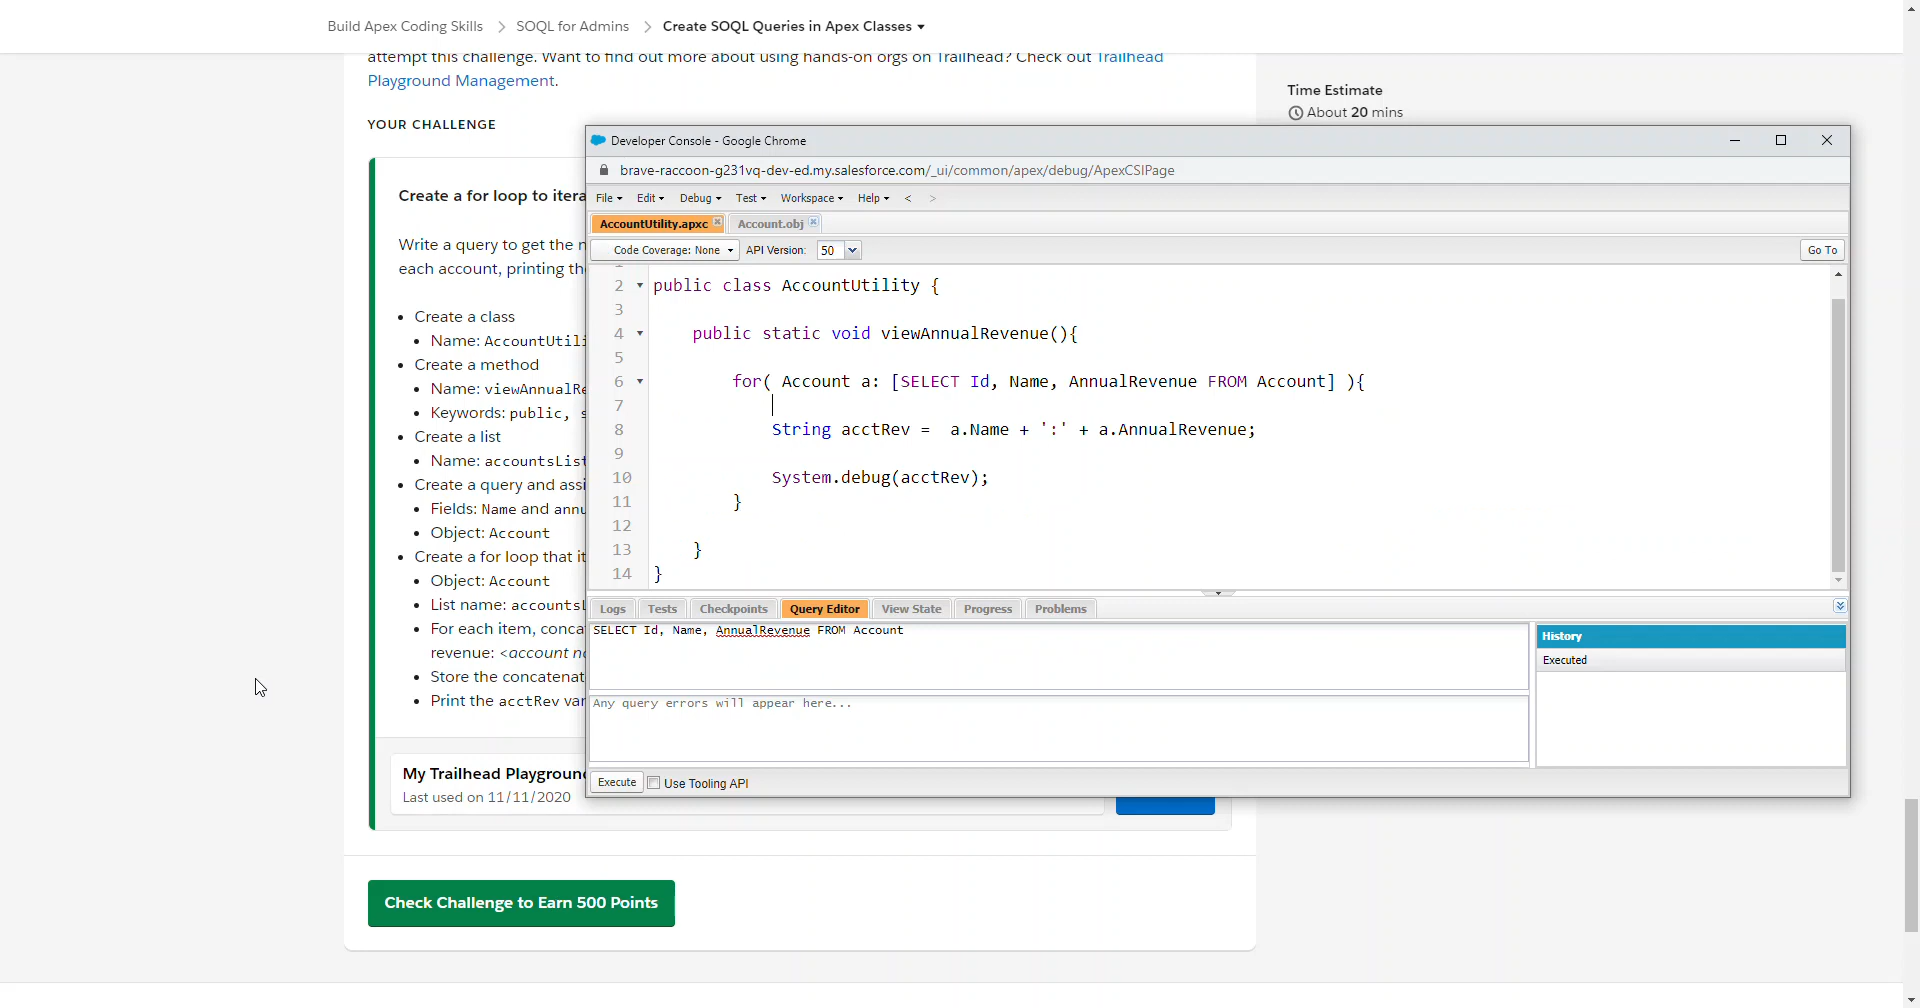 Build Apex Coding Skills > SOQL for Admins > Create SOQL Queries in Apex Classes
attempt this challenge. Want to find out more about using hands-on orgs on Trailhead? Check out Trailhead
Playground Management.
Time Estimate
About 20 mins
YOUR CHALLENGE
Create a for loop to itera
Write a query to get the n
each account, printing th
Create a class
Name: AccountUtili
Create a method
Name: viewAnnualRe
Keywords: public, s
Create a list
Name: accountsList
Create a query and assi
Fields: Name and annu
Object: Account
Create a for loop that it
Object: Account
List name: accountsL
For each item, conca
revenue: <account na
Store the concatenat
Print the acctRev var
My Trailhead Playground
Last used on 11/11/2020
Check Challenge to Earn 500 Points
Developer Console - Google Chrome
brave-raccoon-g231vq-dev-ed.my.salesforce.com/_ui/common/apex/debug/ApexCSIPage
File Edit Debug Test Workspace Help < >
AccountUtility.apxc Account.obj
Code Coverage: None API Version: 50 Go To
2 public class AccountUtility {
3
4 public static void viewAnnualRevenue(){
5
6 for( Account a: [SELECT Id, Name, AnnualRevenue FROM Account] ){
7
8 String acctRev =  a.Name + ':' + a.AnnualRevenue;
9
10 System.debug(acctRev);
11 }
12
13 }
14 }
Logs Tests Checkpoints Query Editor View State Progress Problems
SELECT Id, Name, AnnualRevenue FROM Account
Any query errors will appear here...
History
Executed
Execute Use Tooling API